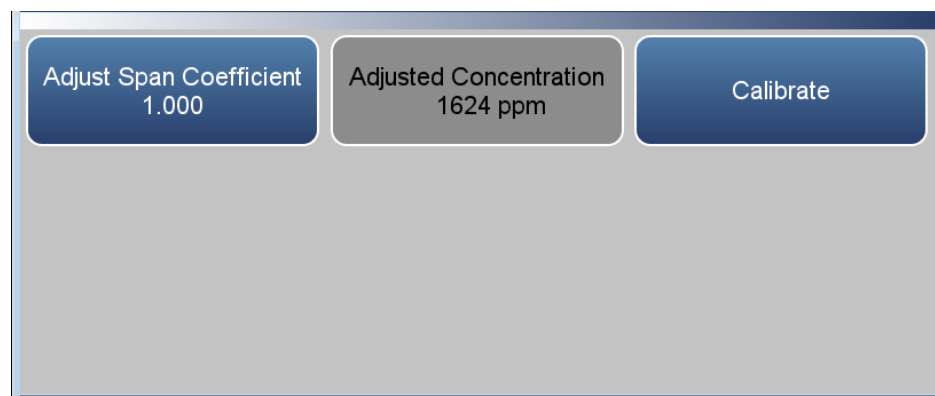 Adjust Span Coefficient
1.000
Adjusted Concentration
1624 ppm
Calibrate